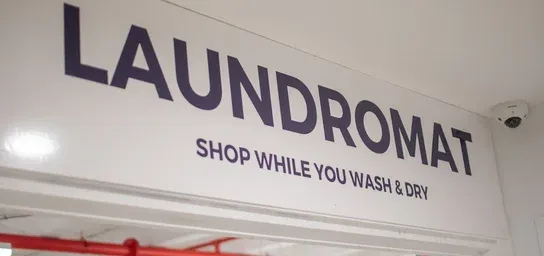 LAUNDROMAT
SHOP WHILE YOU WASH & DRY